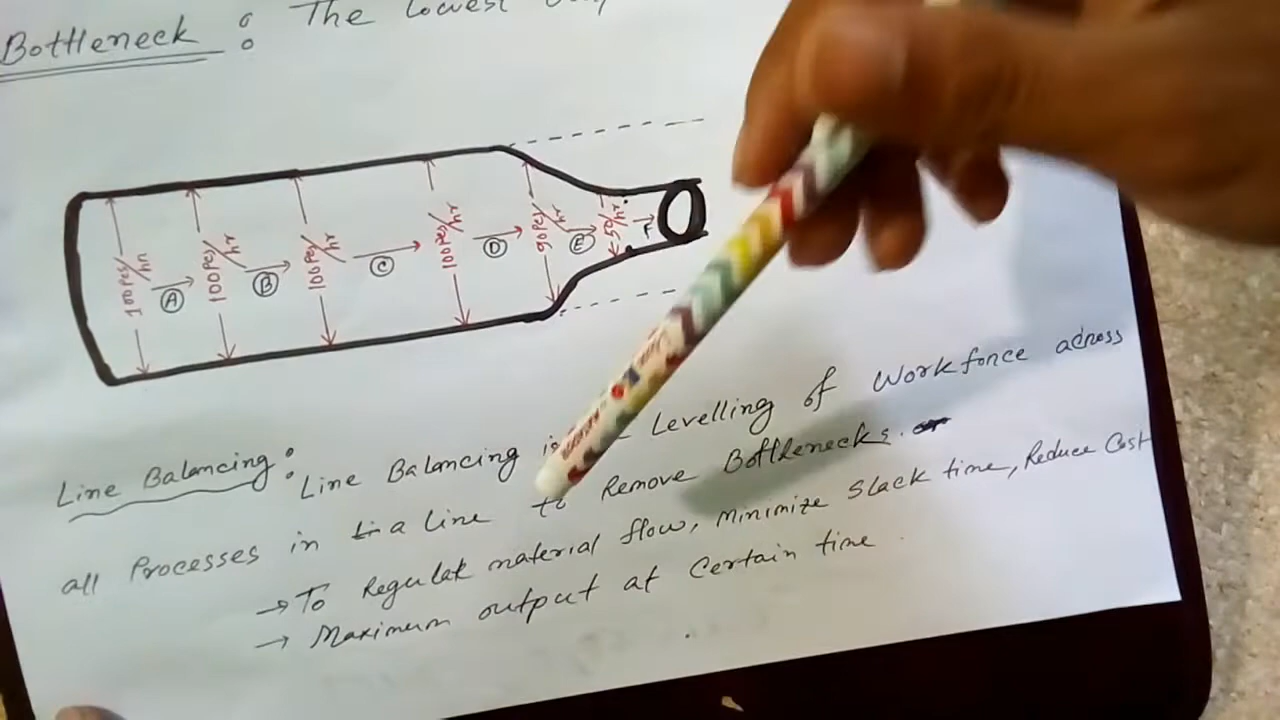 Bottleneck : The Lowest
100 Pcs/hr A 100 Pcs/hr B 100 Pcs/hr C 100 Pcs/hr D 90 Pcs/hr E 50/hr F
Line Balancing : Line Balancing is Levelling of Workforce across
all Processes in a line to Remove Bottlenecks.
→ To Regulat material flow, Minimize Slack time, Reduce Cost
→ Maximum output at Certain time.